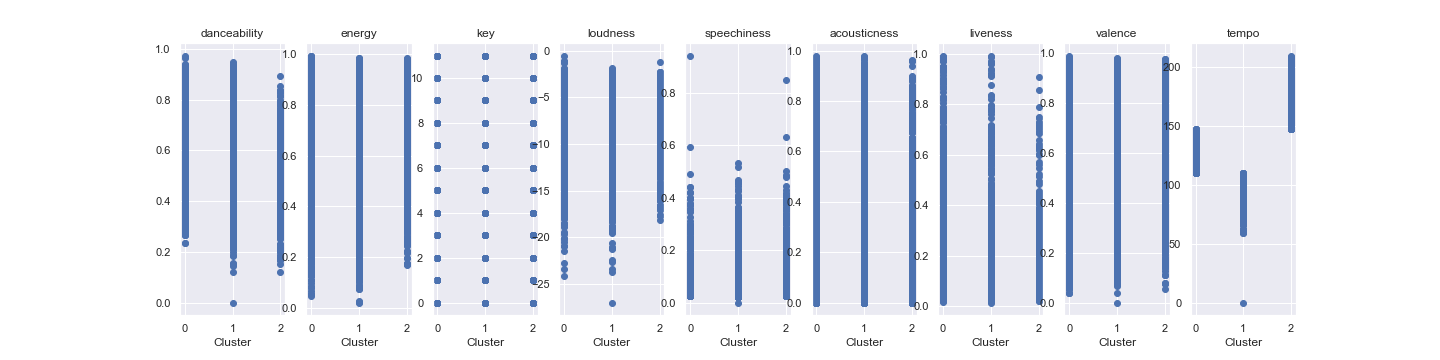 danceability energy key loudness speechiness acousticness liveness valence tempo
1.0 0.8 0.6 0.4 0.2 0.0
1.0 0.8 0.6 0.4 0.2 0.0
10 8 6 4 2 0
0 −5 −10 −15 −20 −25
0.8 0.6 0.4 0.2 0.0
1.0 0.8 0.6 0.4 0.2 0.0
1.0 0.8 0.6 0.4 0.2 0.0
1.0 0.8 0.6 0.4 0.2 0.0
200 150 100 50 0
0 1 2 0 1 2 0 1 2 0 1 2 0 1 2 0 1 2 0 1 2 0 1 2 0 1 2
Cluster Cluster Cluster Cluster Cluster Cluster Cluster Cluster Cluster